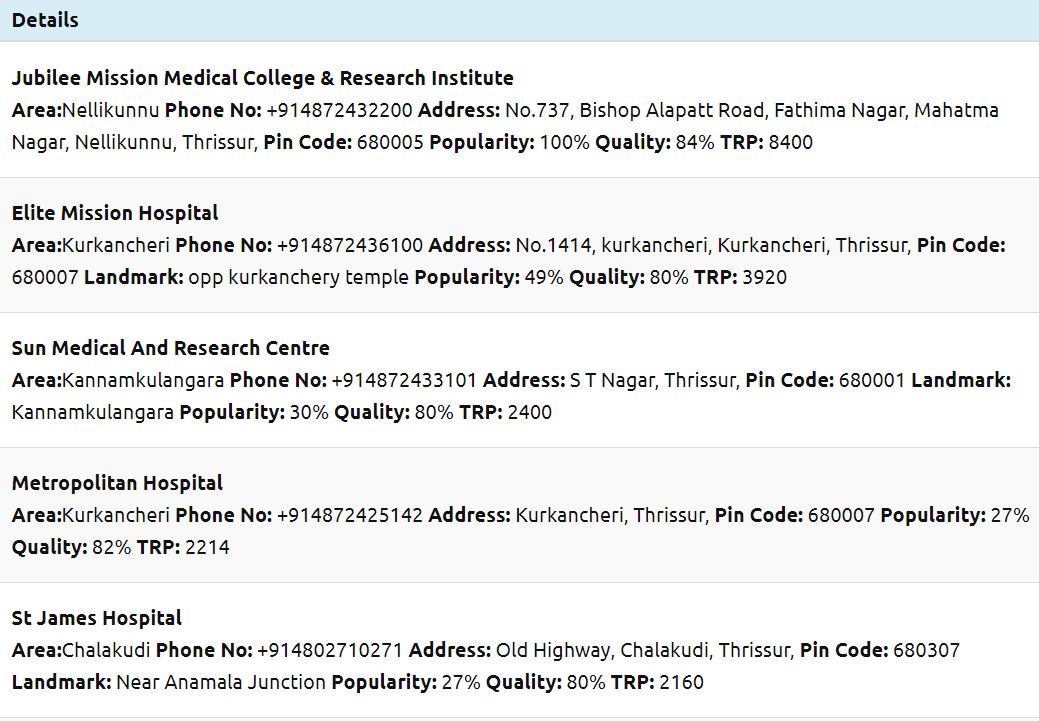 Details
Jubilee Mission Medical College & Research Institute
Area:Nellikunnu Phone No: +914872432200 Address: No.737, Bishop Alapatt Road, Fathima Nagar, Mahatma
Nagar, Nellikunnu, Thrissur, Pin Code: 680005 Popularity: 100% Quality: 84% TRP: 8400
Elite Mission Hospital
Area:Kurkancheri Phone No: +914872436100 Address: No.1414, kurkancheri, Kurkancheri, Thrissur, Pin Code:
680007 Landmark: opp kurkanchery temple Popularity: 49% Quality: 80% TRP: 3920
Sun Medical And Research Centre
Area:Kannamkulangara Phone No: +914872433101 Address: S T Nagar, Thrissur, Pin Code: 680001 Landmark:
Kannamkulangara Popularity: 30% Quality: 80% TRP: 2400
Metropolitan Hospital
Area:Kurkancheri Phone No: +914872425142 Address: Kurkancheri, Thrissur, Pin Code: 680007 Popularity: 27%
Quality: 82% TRP: 2214
St James Hospital
Area:Chalakudi Phone No: +914802710271 Address: Old Highway, Chalakudi, Thrissur, Pin Code: 680307
Landmark: Near Anamala Junction Popularity: 27% Quality: 80% TRP: 2160